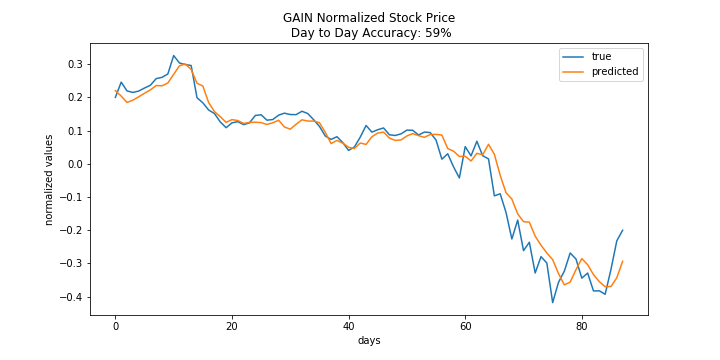 GAIN Normalized Stock Price
Day to Day Accuracy: 59%
true
predicted
normalized values
0.3
0.2
0.1
0.0
−0.1
−0.2
−0.3
−0.4
0
20
40
60
80
days